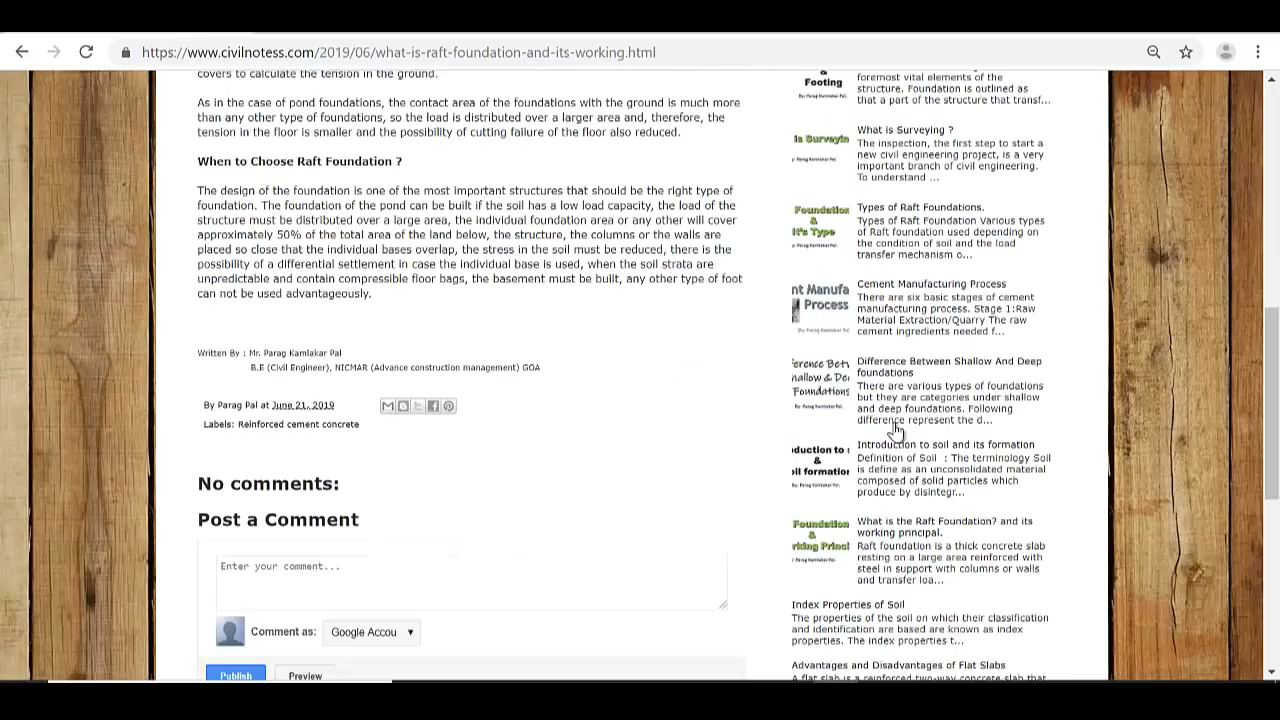 https://www.civilnotess.com/2019/06/what-is-raft-foundation-and-its-working.html
covers to calculate the tension in the ground.
As in the case of pond foundations, the contact area of the foundations with the ground is much more
than any other type of foundations, so the load is distributed over a larger area and, therefore, the
tension in the floor is smaller and the possibility of cutting failure of the floor also reduced.
When to Choose Raft Foundation ?
The design of the foundation is one of the most important structures that should be the right type of
foundation. The foundation of the pond can be built if the soil has a low load capacity, the load of the
structure must be distributed over a large area, the individual foundation area or any other will cover
approximately 50% of the total area of the land below, the structure, the columns or the walls are
placed so close that the individual bases overlap, the stress in the soil must be reduced, there is the
possibility of a differential settlement in case the individual base is used, when the soil strata are
unpredictable and contain compressible floor bags, the basement must be built, any other type of foot
can not be used advantageously.
Written By : Mr. Parag Kamlakar Pal
B.E (Civil Engineer), NICMAR (Advance construction management) GOA
By Parag Pal at June 21, 2019
Labels: Reinforced cement concrete
No comments:
Post a Comment
Enter your comment...
Comment as:
Google Accou
Publish
Preview
&
Footing
By: Parag Kamlakar Pal.
foremost vital elements of the
structure. Foundation is outlined as
that a part of the structure that transf...
is Surveyin
: Parag Kamlakar Pal.
What is Surveying ?
The inspection, the first step to start a
new civil engineering project, is a very
important branch of civil engineering.
To understand ...
Foundation
&
It's Type
By: Parag Kamlakar Pal.
Types of Raft Foundations.
Types of Raft Foundation Various types
of Raft foundation used depending on
the condition of soil and the load
transfer mechanism o...
nt Manufa
Process
By: Parag Kamlakar Pal
Cement Manufacturing Process
There are six basic stages of cement
manufacturing process. Stage 1:Raw
Material Extraction/Quarry The raw
cement ingredients needed f...
erence Betv
hallow & De
Foundations
By: Parag Kamlakar Pal.
Difference Between Shallow And Deep
foundations
There are various types of foundations
but they are categories under shallow
and deep foundations. Following
difference represent the d...
duction to s
&
oil formation
By: Parag Kamlakar Pal.
Introduction to soil and its formation
Definition of Soil : The terminology Soil
is define as an unconsolidated material
composed of solid particles which
produce by disintegr...
Foundation
&
rking Princi
By: Parag Kamlakar Pal.
What is the Raft Foundation? and its
working principal.
Raft foundation is a thick concrete slab
resting on a large area reinforced with
steel in support with columns or walls
and transfer loa...
Index Properties of Soil
The properties of the soil on which their classification
and identification are based are known as index
properties. The index properties t...
Advantages and Disadvantages of Flat Slabs
A flat slab is a reinforced two-way concrete slab that